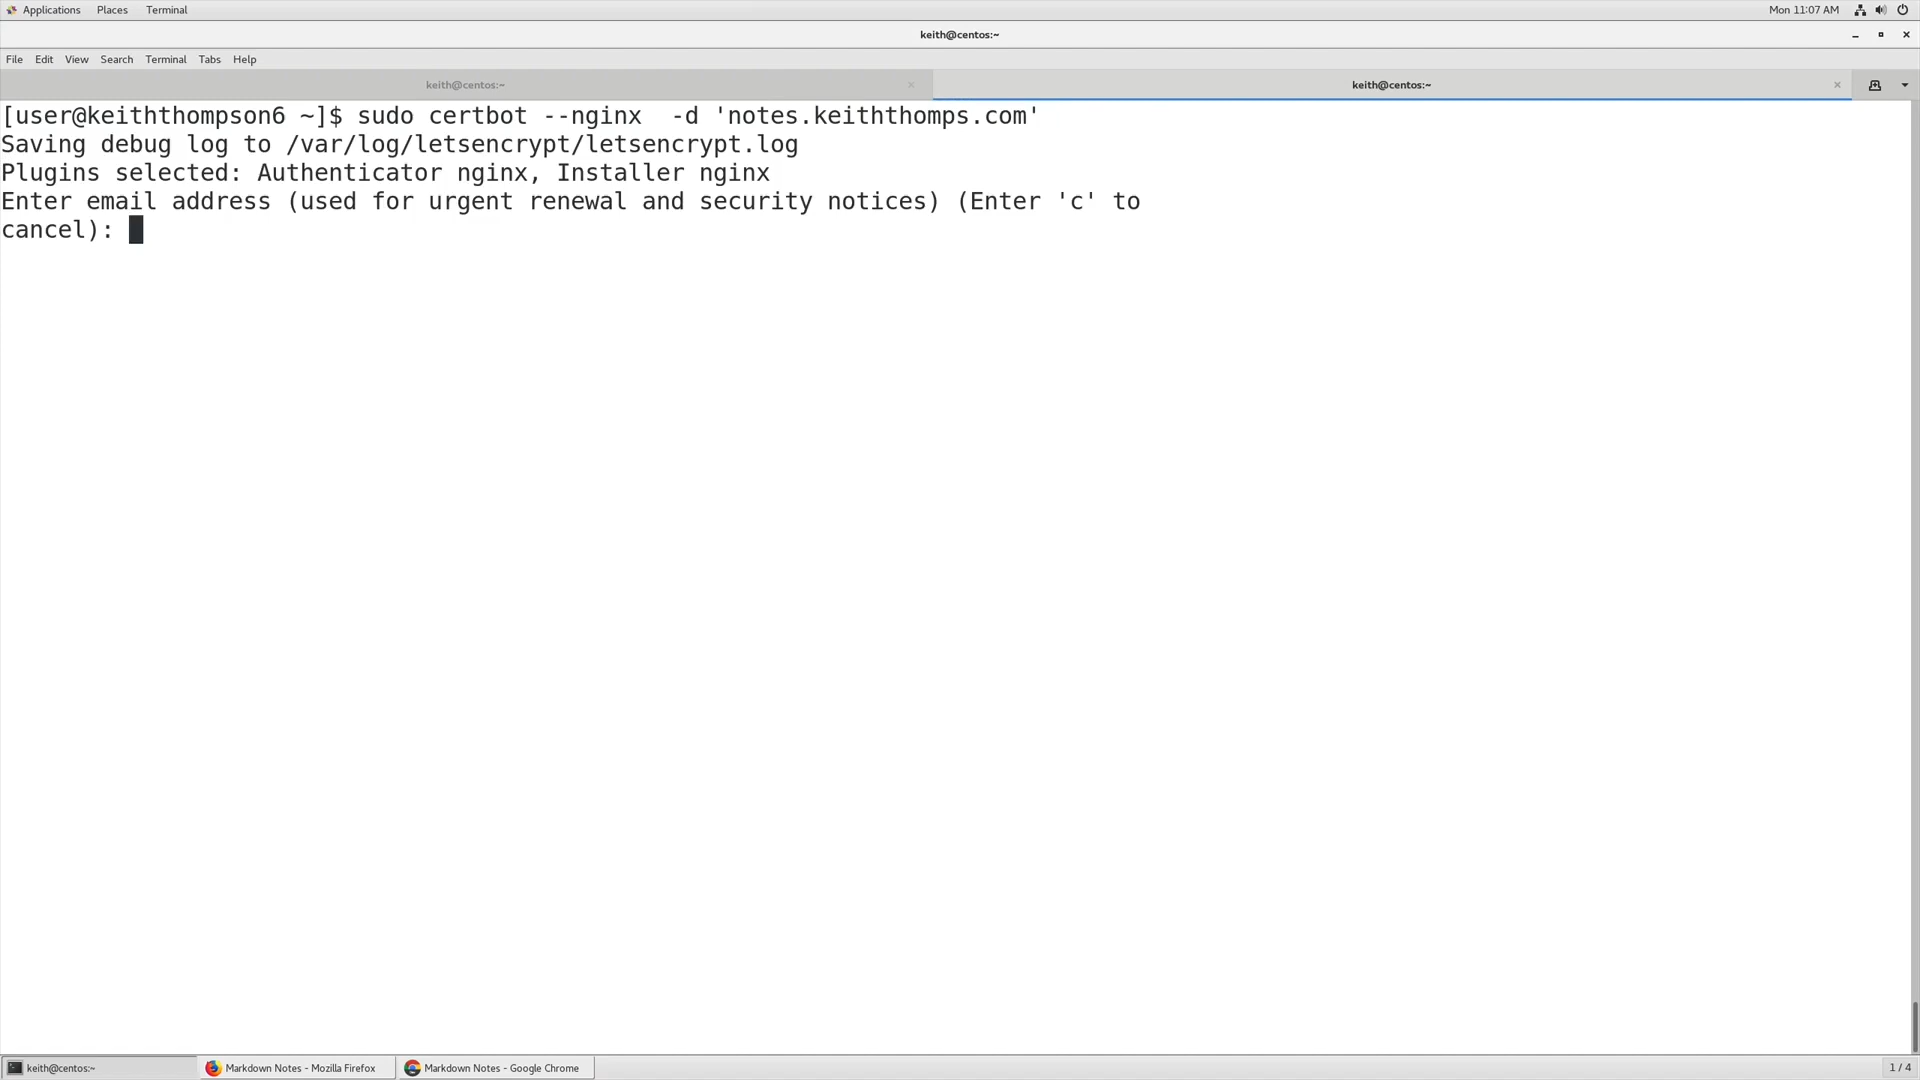 Applications Places Terminal Mon 11:07 AM
keith@centos:~
File Edit View Search Terminal Tabs Help
keith@centos:~ keith@centos:~
[user@keiththompson6 ~]$ sudo certbot --nginx  -d 'notes.keiththomps.com'
Saving debug log to /var/log/letsencrypt/letsencrypt.log
Plugins selected: Authenticator nginx, Installer nginx
Enter email address (used for urgent renewal and security notices) (Enter 'c' to
cancel):
keith@centos:~ Markdown Notes - Mozilla Firefox Markdown Notes - Google Chrome 1 / 4